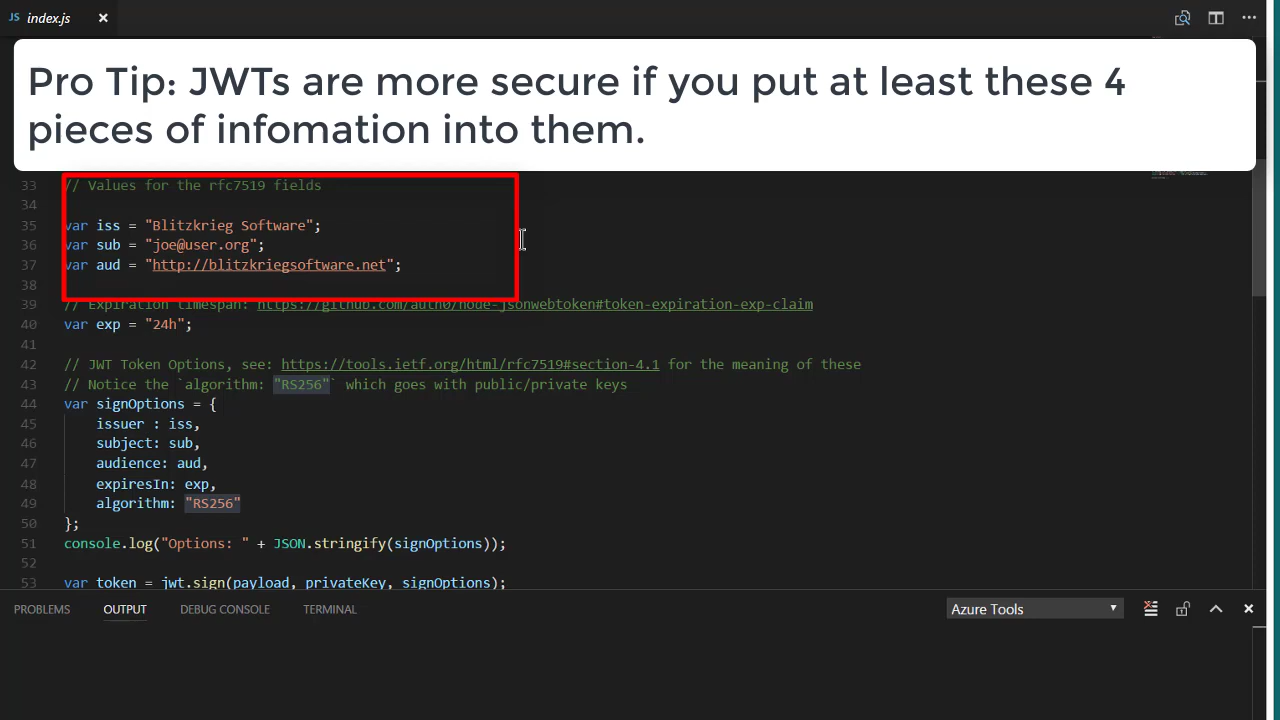 JS index.js ×
Pro Tip: JWTs are more secure if you put at least these 4
pieces of infomation into them.
33 // Values for the rfc7519 fields
34
35 var iss = "Blitzkrieg Software";
36 var sub = "joe@user.org";
37 var aud = "http://blitzkriegsoftware.net";
38
39 // Expiration timespan: https://github.com/auth0/node-jsonwebtoken#token-expiration-exp-claim
40 var exp = "24h";
41
42 // JWT Token Options, see: https://tools.ietf.org/html/rfc7519#section-4.1 for the meaning of these
43 // Notice the `algorithm: "RS256"` which goes with public/private keys
44 var signOptions = {
45 issuer : iss,
46 subject: sub,
47 audience: aud,
48 expiresIn: exp,
49 algorithm: "RS256"
50 };
51 console.log("Options: " + JSON.stringify(signOptions));
52
53 var token = jwt.sign(payload, privateKey, signOptions);
PROBLEMS OUTPUT DEBUG CONSOLE TERMINAL Azure Tools